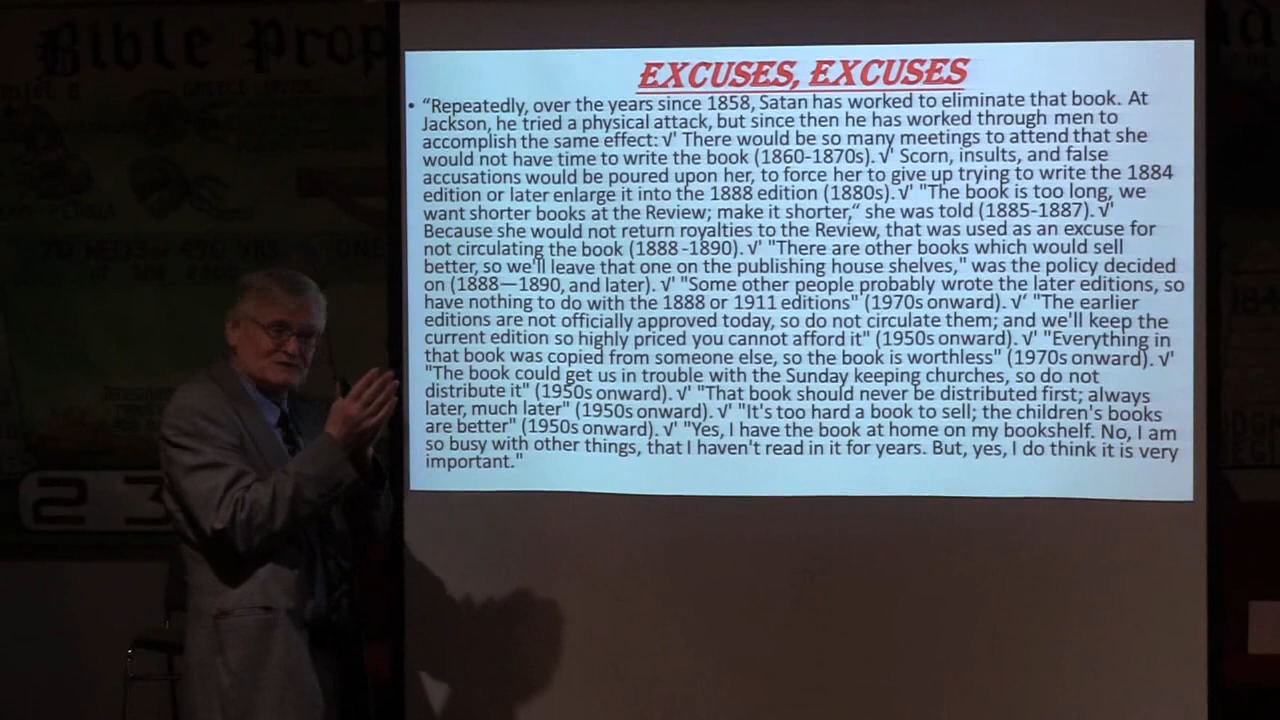 Bible Prop
EXCUSES, EXCUSES
• “Repeatedly, over the years since 1858, Satan has worked to eliminate that book. At
Jackson, he tried a physical attack, but since then he has worked through men to
accomplish the same effect: √' There would be so many meetings to attend that she
would not have time to write the book (1860-1870s). √' Scorn, insults, and false
accusations would be poured upon her, to force her to give up trying to write the 1884
edition or later enlarge it into the 1888 edition (1880s). √' "The book is too long, we
want shorter books at the Review; make it shorter,“ she was told (1885-1887). √'
Because she would not return royalties to the Review, that was used as an excuse for
not circulating the book (1888 -1890). √' "There are other books which would sell
better, so we'll leave that one on the publishing house shelves," was the policy decided
on (1888—1890, and later). √' "Some other people probably wrote the later editions, so
have nothing to do with the 1888 or 1911 editions" (1970s onward). √' "The earlier
editions are not officially approved today, so do not circulate them; and we'll keep the
current edition so highly priced you cannot afford it" (1950s onward). √' "Everything in
that book was copied from someone else, so the book is worthless" (1970s onward). √'
"The book could get us in trouble with the Sunday keeping churches, so do not
distribute it" (1950s onward). √' "That book should never be distributed first; always
later, much later" (1950s onward). √' "It's too hard a book to sell; the children's books
are better" (1950s onward). √' "Yes, I have the book at home on my bookshelf. No, I am
so busy with other things, that I haven't read in it for years. But, yes, I do think it is very
important."
70 WEEKS
23